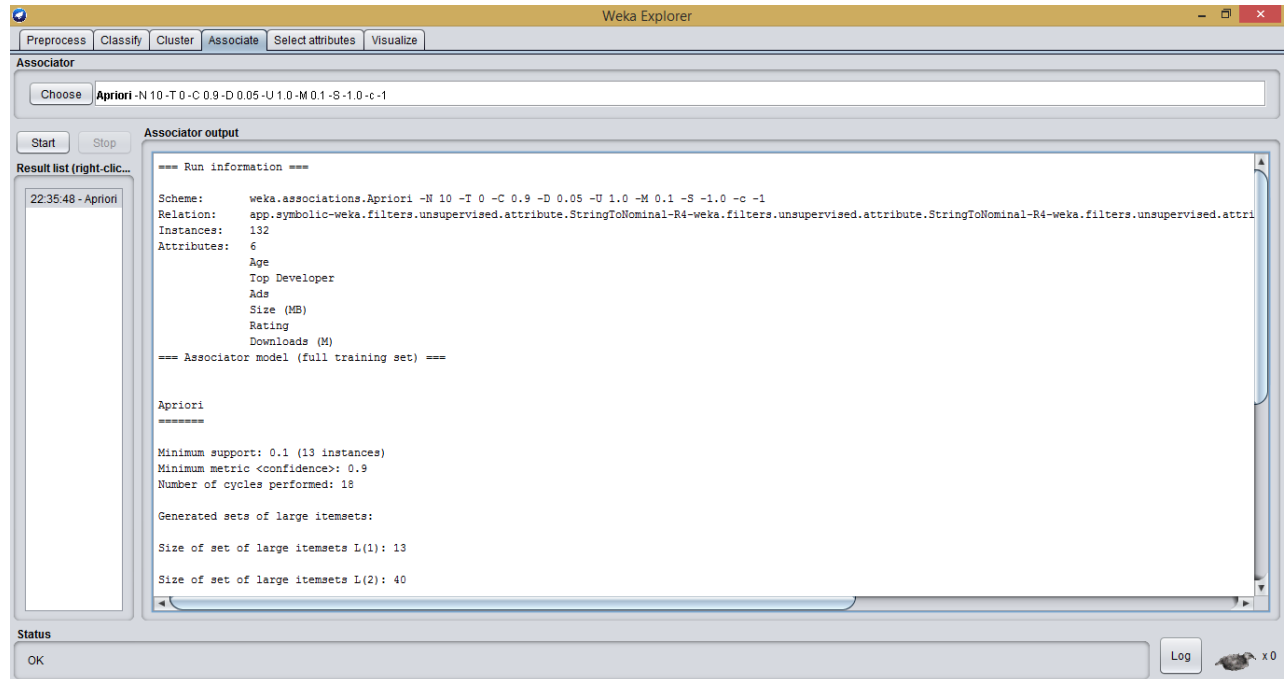 Weka Explorer
Preprocess Classify Cluster Associate Select attributes Visualize
Associator
Choose Apriori -N 10 -T 0 -C 0.9 -D 0.05 -U 1.0 -M 0.1 -S -1.0 -c -1
Start Stop
Result list (right-clic...
22:35:48 - Apriori
Associator output
=== Run information ===
Scheme: weka.associations.Apriori -N 10 -T 0 -C 0.9 -D 0.05 -U 1.0 -M 0.1 -S -1.0 -c -1
Relation: app.symbolic-weka.filters.unsupervised.attribute.StringToNominal-R4-weka.filters.unsupervised.attribute.StringToNominal-R4-weka.filters.unsupervised.attri
Instances: 132
Attributes: 6
Age
Top Developer
Ads
Size (MB)
Rating
Downloads (M)
=== Associator model (full training set) ===
Apriori
=======
Minimum support: 0.1 (13 instances)
Minimum metric <confidence>: 0.9
Number of cycles performed: 18
Generated sets of large itemsets:
Size of set of large itemsets L(1): 13
Size of set of large itemsets L(2): 40
Status
OK
Log x 0